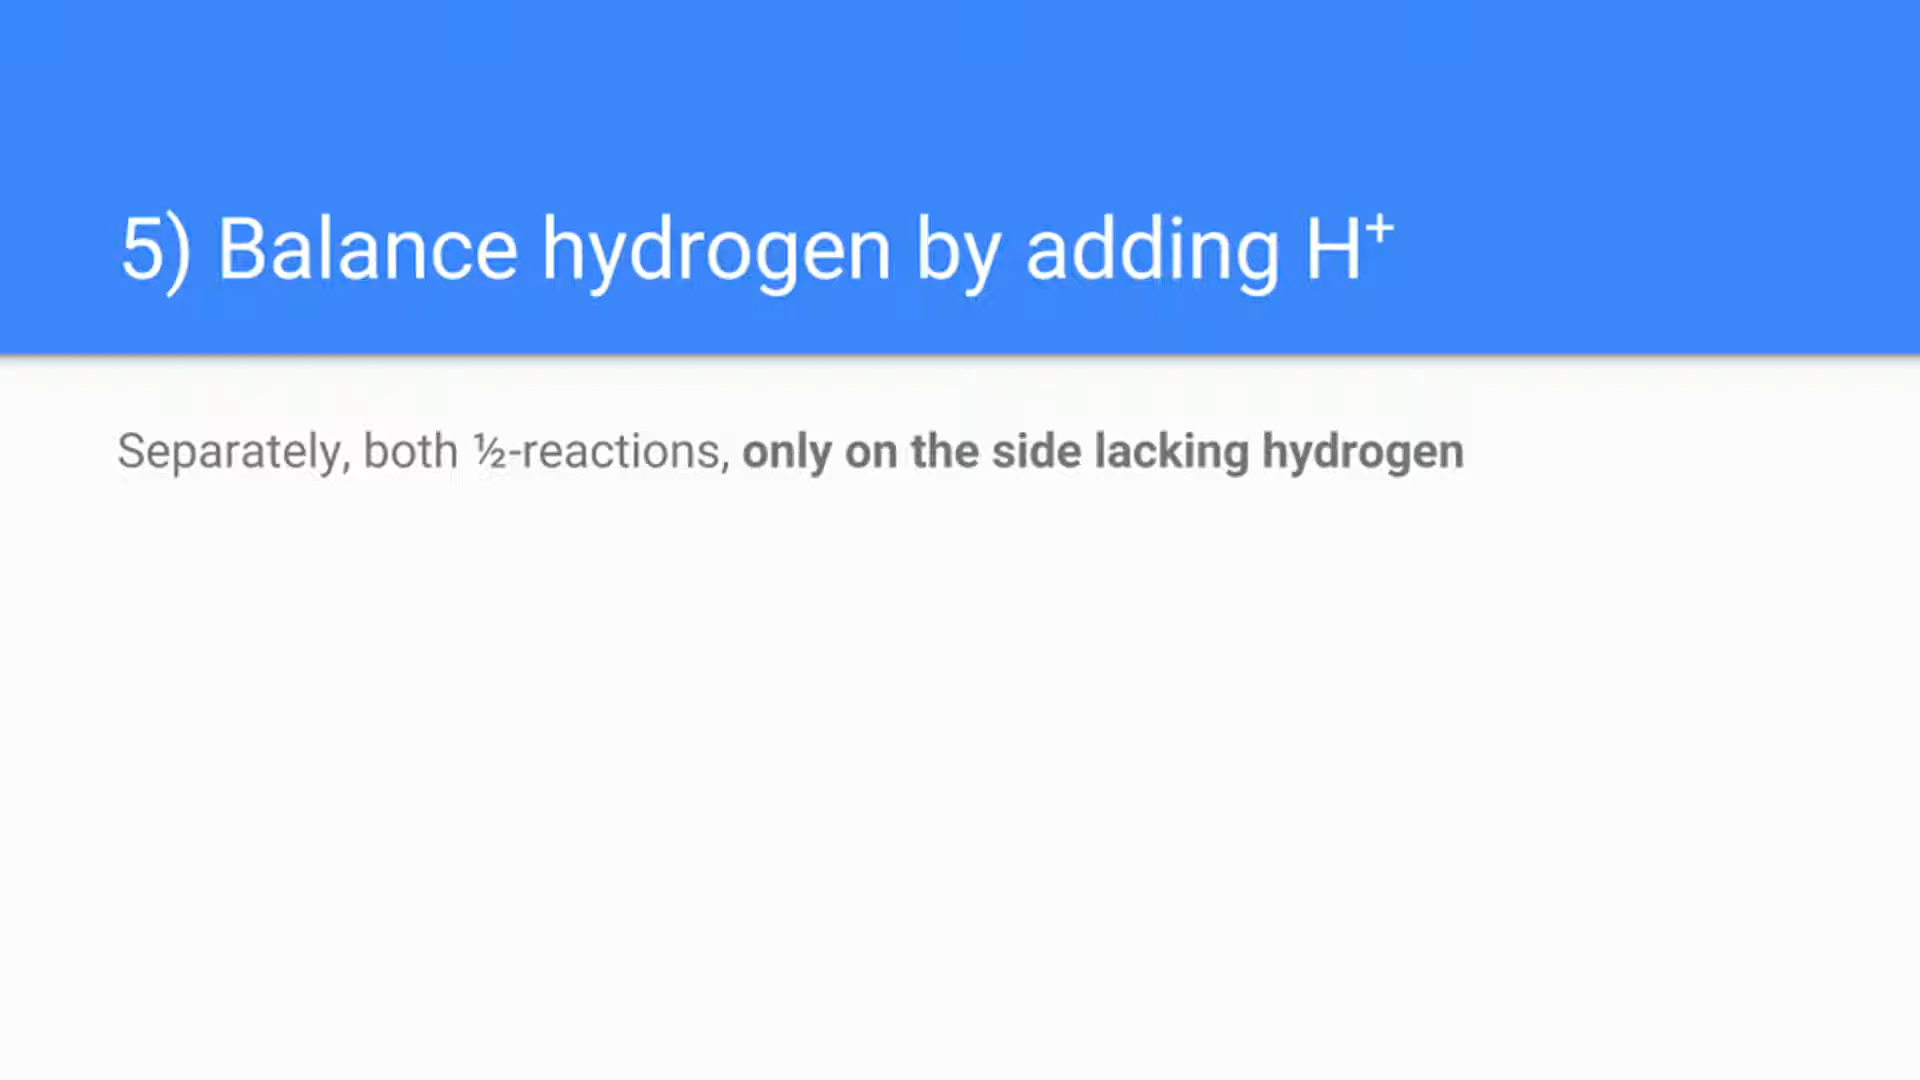 5) Balance hydrogen by adding H⁺
Separately, both ½-reactions, only on the side lacking hydrogen